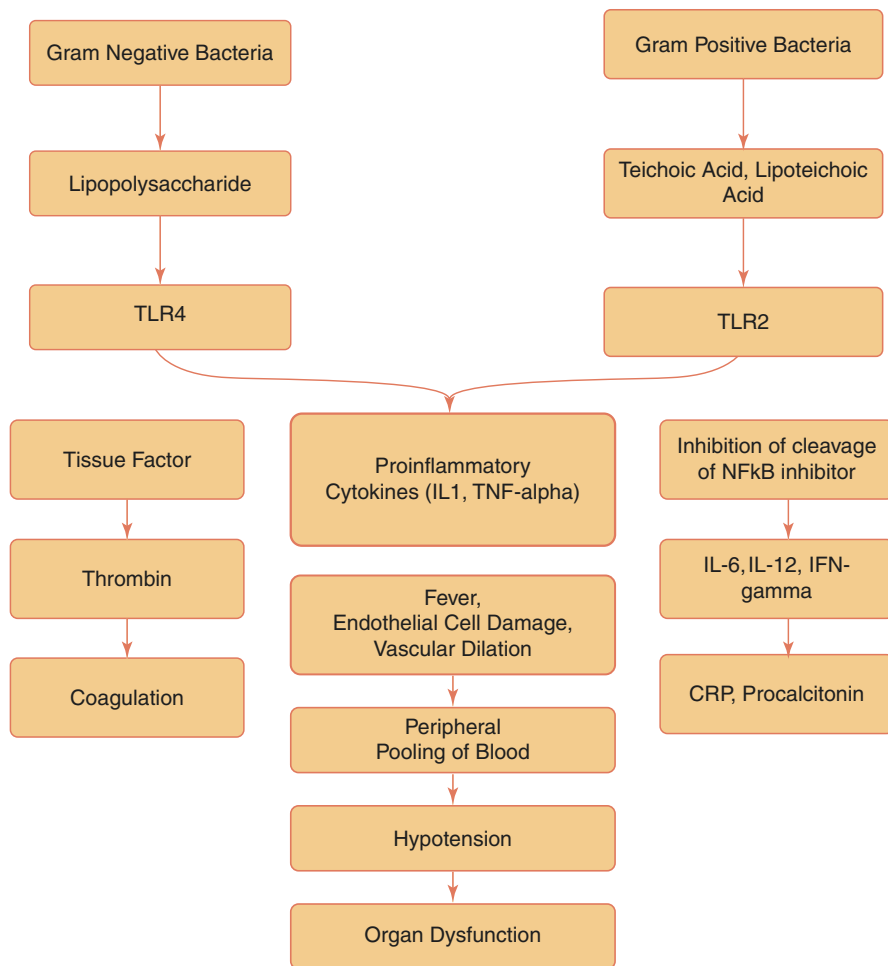 Gram Negative Bacteria
Gram Positive Bacteria
Lipopolysaccharide
Teichoic Acid, Lipoteichoic
Acid
TLR4
TLR2
Tissue Factor
Proinflammatory
Cytokines (IL1, TNF-alpha)
Inhibition of cleavage
of NFkB inhibitor
Thrombin
Fever,
Endothelial Cell Damage,
Vascular Dilation
IL-6, IL-12, IFN-
gamma
Coagulation
Peripheral
Pooling of Blood
CRP, Procalcitonin
Hypotension
Organ Dysfunction